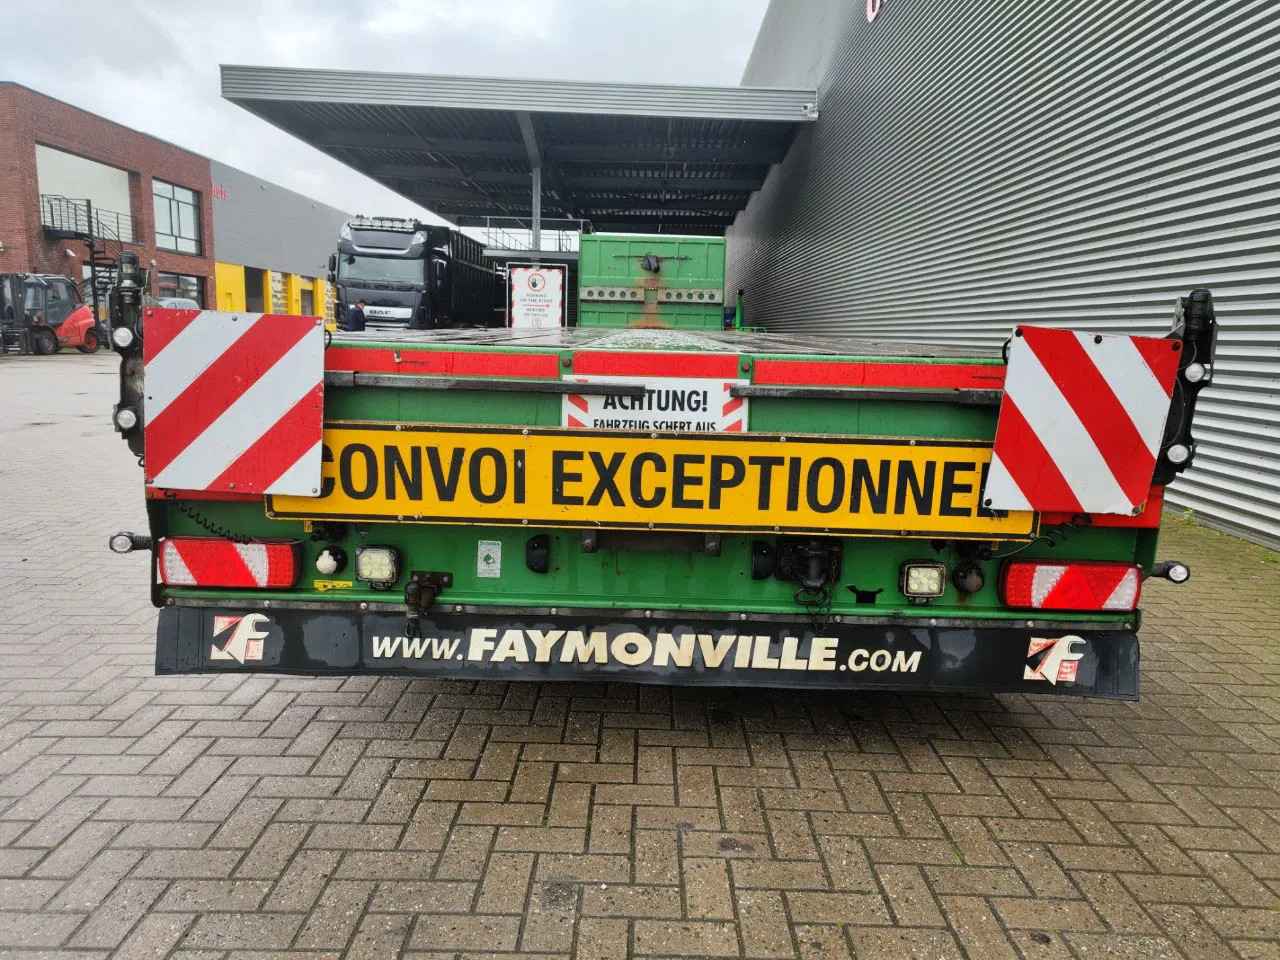 ACHTUNG!
FAHRZEUG SCHERT AUS
CONVOI EXCEPTIONNEL
www.FAYMONVILLE.COM